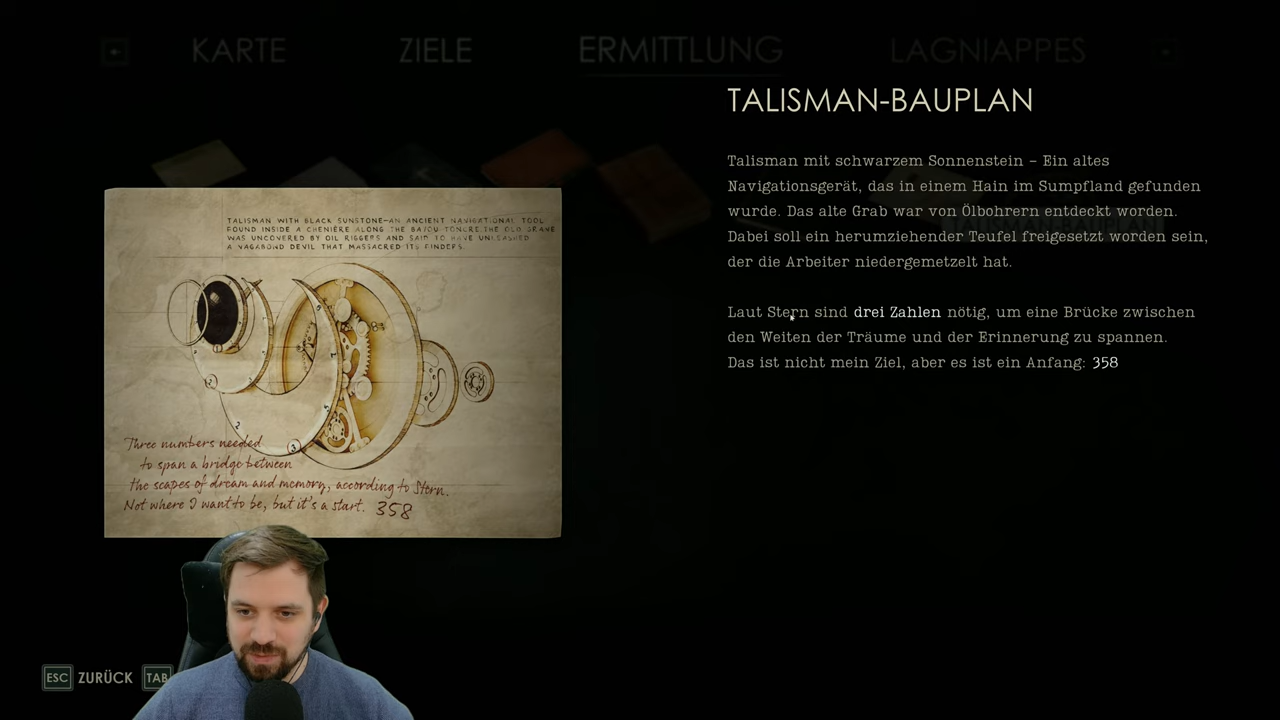 KARTE ZIELE ERMITTLUNG LAGNIAPPES
TALISMAN-BAUPLAN
Talisman mit schwarzem Sonnenstein – Ein altes
Navigationsgerät, das in einem Hain im Sumpfland gefunden
wurde. Das alte Grab war von Ölbohrern entdeckt worden.
Dabei soll ein herumziehender Teufel freigesetzt worden sein,
der die Arbeiter niedergemetzelt hat.
Laut Stern sind drei Zahlen nötig, um eine Brücke zwischen
den Weiten der Träume und der Erinnerung zu spannen.
Das ist nicht mein Ziel, aber es ist ein Anfang: 358
TALISMAN WITH BLACK SUNSTONE–AN ANCIENT NAVIGATIONAL TOOL
FOUND INSIDE A CHENIÈRE ALONG THE BAYOU TONCRE. THE OLD GRAVE
WAS UNCOVERED BY OIL RIGGERS AND SAID TO HAVE UNLEASHED
A VAGABOND DEVIL THAT MASSACRED ITS FINDERS.
Three numbers needed
to span a bridge between
the scapes of dream and memory, according to Stern.
Not where I want to be, but it's a start. 358
ESC ZURÜCK TAB